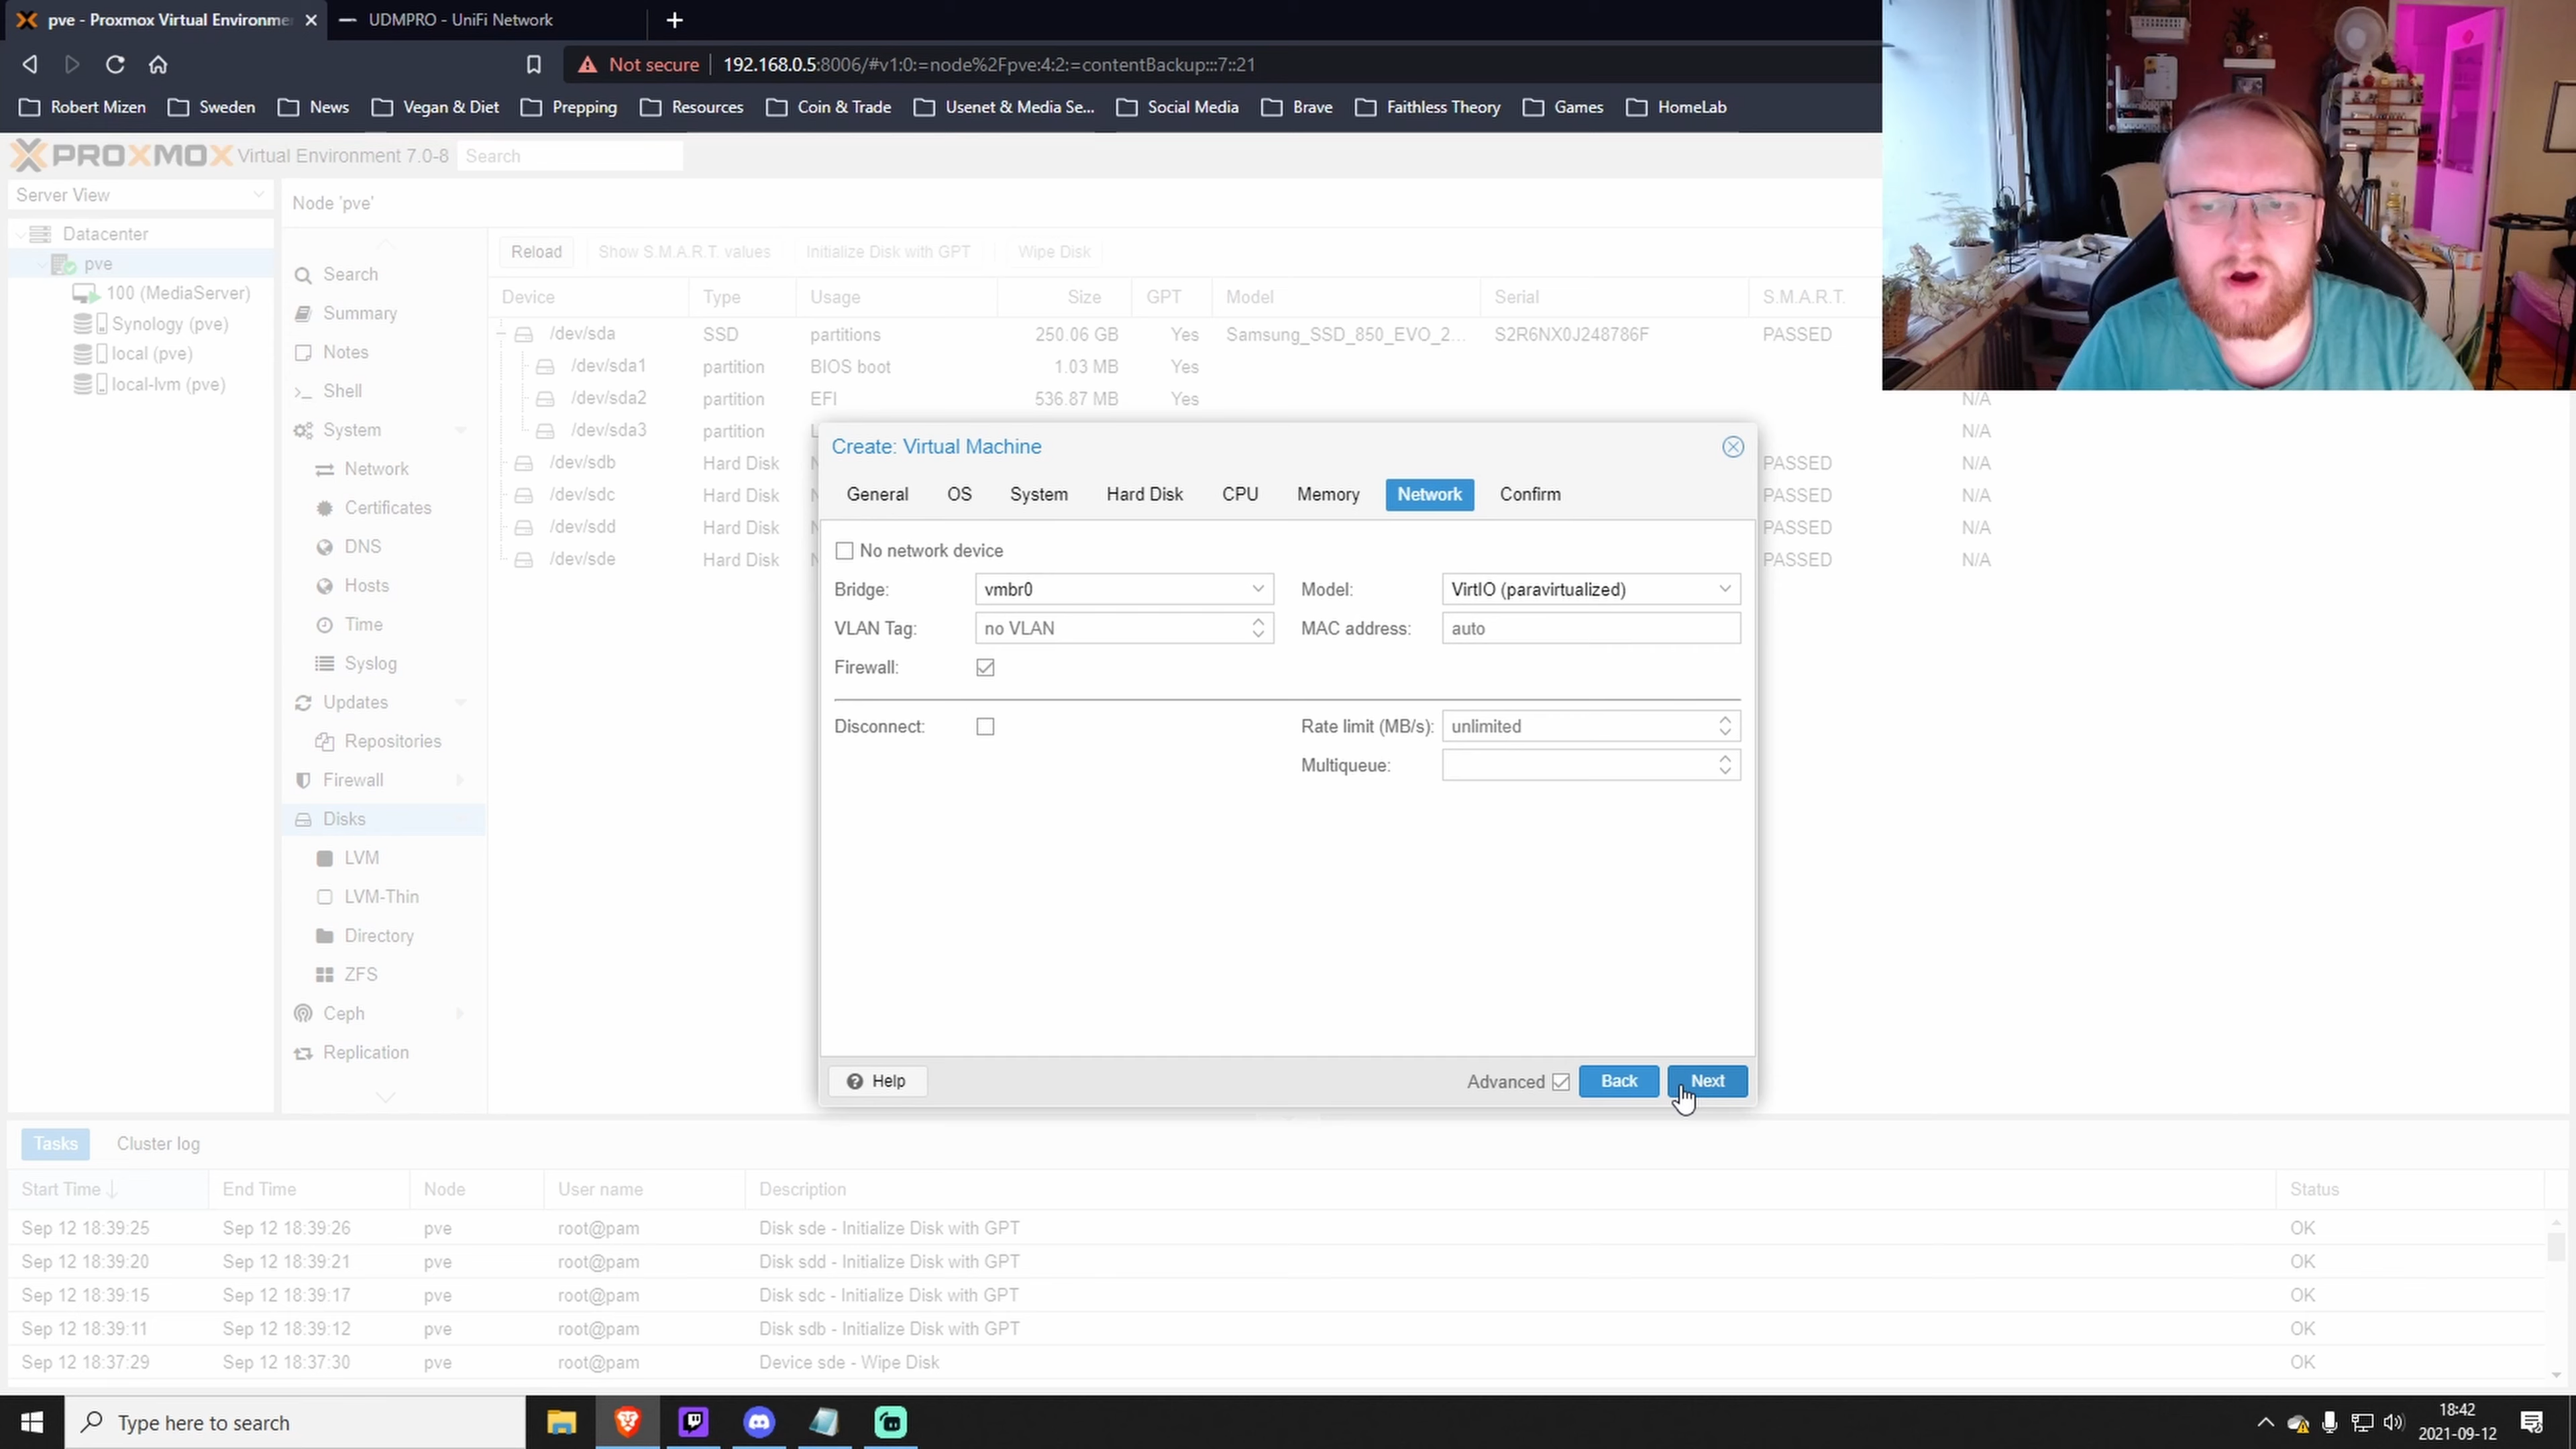 pve - Proxmox Virtual Environme
UDMPRO - UniFi Network
Not secure
192.168.0.5:8006/#v1:0:=node%2Fpve:4:2:=contentBackup:::7::21
Robert Mizen
Sweden
News
Vegan & Diet
Prepping
Resources
Coin & Trade
Usenet & Media Se...
Social Media
Brave
Faithless Theory
Games
HomeLab
PROXMOX Virtual Environment 7.0-8
Search
Server View
Datacenter
pve
100 (MediaServer)
Synology (pve)
local (pve)
local-lvm (pve)
Node 'pve'
Search
Summary
Notes
Shell
System
Network
Certificates
DNS
Hosts
Time
Syslog
Updates
Repositories
Firewall
Disks
LVM
LVM-Thin
Directory
ZFS
Ceph
Replication
Reload Show S.M.A.R.T. values Initialize Disk with GPT Wipe Disk
Device Type Usage Size GPT Model Serial S.M.A.R.T.
/dev/sda SSD partitions 250.06 GB Yes Samsung_SSD_850_EVO_2... S2R6NX0J248786F PASSED
/dev/sda1 partition BIOS boot 1.03 MB Yes
/dev/sda2 partition EFI 536.87 MB Yes N/A
/dev/sda3 partition N/A
/dev/sdb Hard Disk PASSED N/A
/dev/sdc Hard Disk PASSED N/A
/dev/sdd Hard Disk PASSED N/A
/dev/sde Hard Disk PASSED N/A
Create: Virtual Machine
General OS System Hard Disk CPU Memory Network Confirm
No network device
Bridge: vmbr0 Model: VirtIO (paravirtualized)
VLAN Tag: no VLAN MAC address: auto
Firewall:
Disconnect: Rate limit (MB/s): unlimited
Multiqueue:
Help Advanced Back Next
Tasks Cluster log
Start Time End Time Node User name Description Status
Sep 12 18:39:25 Sep 12 18:39:26 pve root@pam Disk sde - Initialize Disk with GPT OK
Sep 12 18:39:20 Sep 12 18:39:21 pve root@pam Disk sdd - Initialize Disk with GPT OK
Sep 12 18:39:15 Sep 12 18:39:17 pve root@pam Disk sdc - Initialize Disk with GPT OK
Sep 12 18:39:11 Sep 12 18:39:12 pve root@pam Disk sdb - Initialize Disk with GPT OK
Sep 12 18:37:29 Sep 12 18:37:30 pve root@pam Device sde - Wipe Disk OK
Type here to search
18:42
2021-09-12